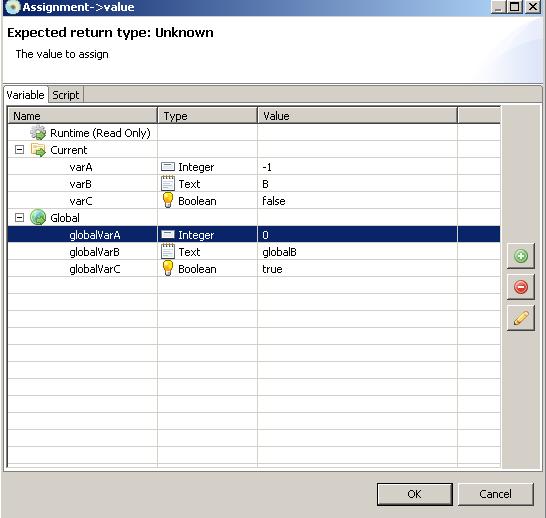 Assignment->value
Expected return type: Unknown
The value to assign
Variable Script
Name Type Value
Runtime (Read Only)
Current
varA Integer -1
varB Text B
varC Boolean false
Global
globalVarA Integer 0
globalVarB Text globalB
globalVarC Boolean true
OK Cancel